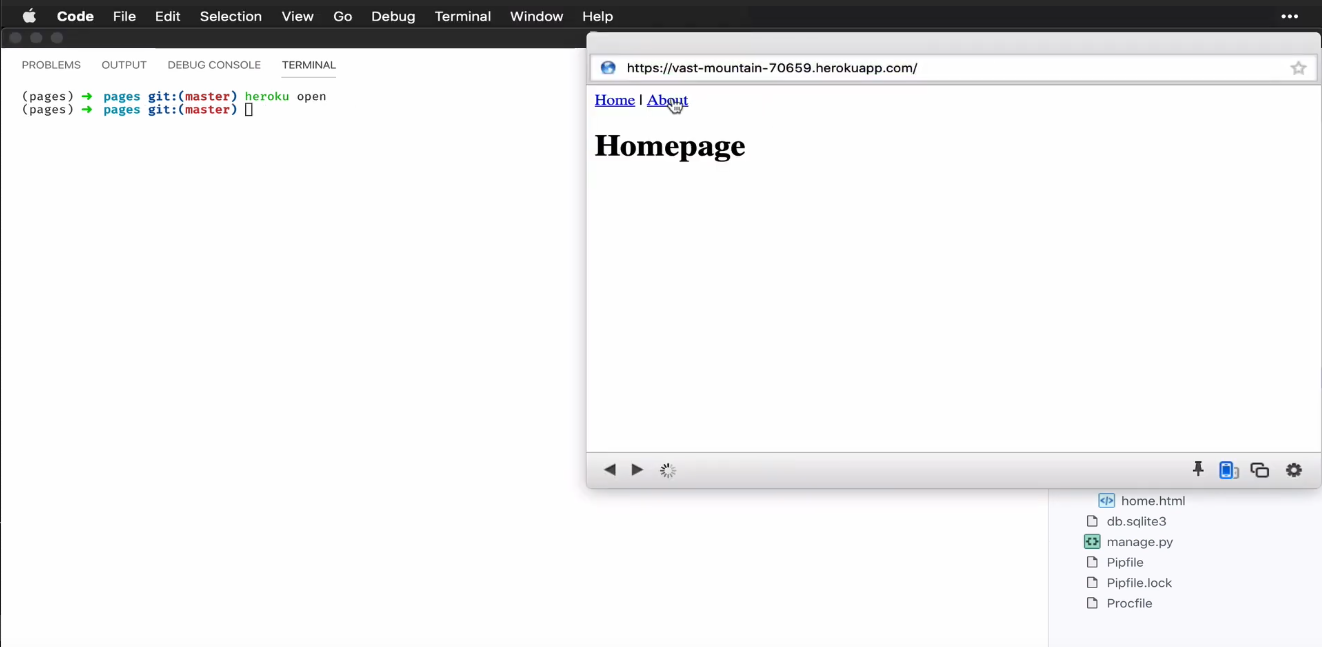 Code File Edit Selection View Go Debug Terminal Window Help
PROBLEMS OUTPUT DEBUG CONSOLE TERMINAL
(pages) ➜ pages git:(master) heroku open
(pages) ➜ pages git:(master)
https://vast-mountain-70659.herokuapp.com/
Home | About
Homepage
home.html
db.sqlite3
manage.py
Pipfile
Pipfile.lock
Procfile